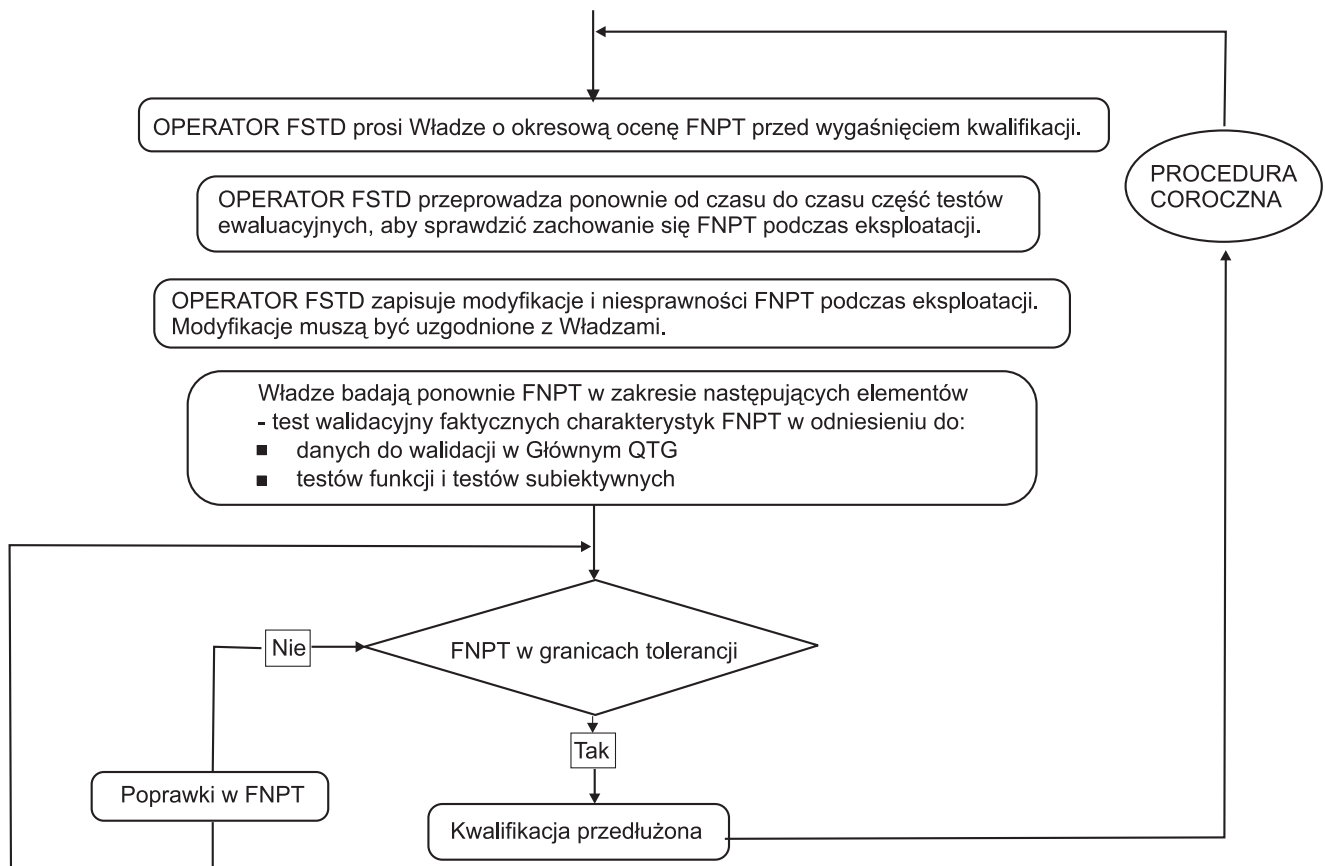 OPERATOR FSTD prosi Władze o okresową ocenę FNPT przed wygaśnięciem kwalifikacji.
PROCEDURA
COROCZNA
OPERATOR FSTD przeprowadza ponownie od czasu do czasu część testów
ewaluacyjnych, aby sprawdzić zachowanie się FNPT podczas eksploatacji.
OPERATOR FSTD zapisuje modyfikacje i niesprawności FNPT podczas eksploatacji.
Modyfikacje muszą być uzgodnione z Władzami.
Władze badają ponownie FNPT w zakresie następujących elementów
- test walidacyjny faktycznych charakterystyk FNPT w odniesieniu do:
■ danych do walidacji w Głównym QTG
■ testów funkcji i testów subiektywnych
Nie
FNPT w granicach tolerancji
Tak
Poprawki w FNPT
Kwalifikacja przedłużona